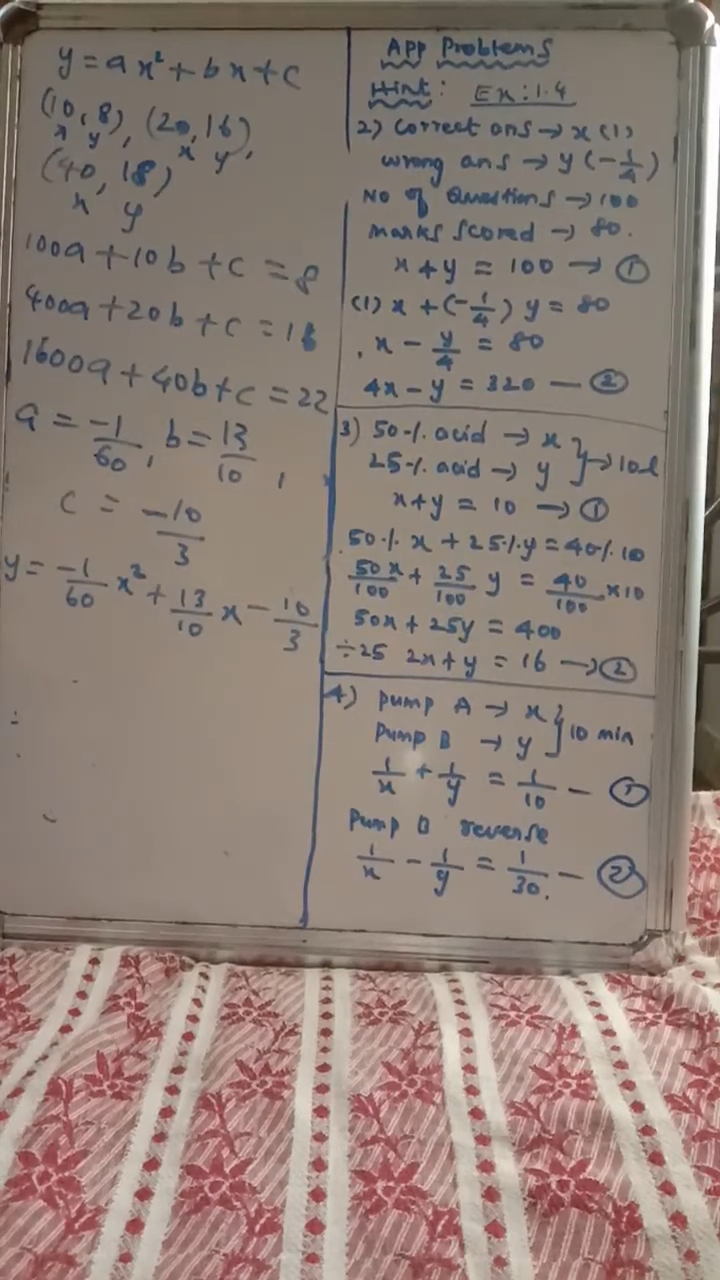 y = ax² + bx + c
(10, 8), (20, 16),
x y x y
(40, 18)
x y
100a + 10b + c = 8
400a + 20b + c = 16
1600a + 40b + c = 22
a = -1/60, b = 13/10,
c = -10/3
y = -1/60 x² + 13/10 x - 10/3
App Problems
Hint: Ex:1.4
2) correct ans → x (1)
wrong ans → y (-1/4)
No of Questions → 100
marks scored → 80.
x + y = 100 → ①
(1) x + (-1/4) y = 80
x - y/4 = 80
4x - y = 320 — ②
3) 50% acid → x
25% acid → y } → 10l
x + y = 10 → ①
50% x + 25% y = 40% 10
50x/100 + 25/100 y = 40/100 × 10
50x + 25y = 400
÷25 2x + y = 16 → ②
4) pump A → x
Pump B → y } 10 min
1/x + 1/y = 1/10 — ①
Pump B reverse
1/x - 1/y = 1/30. — ②